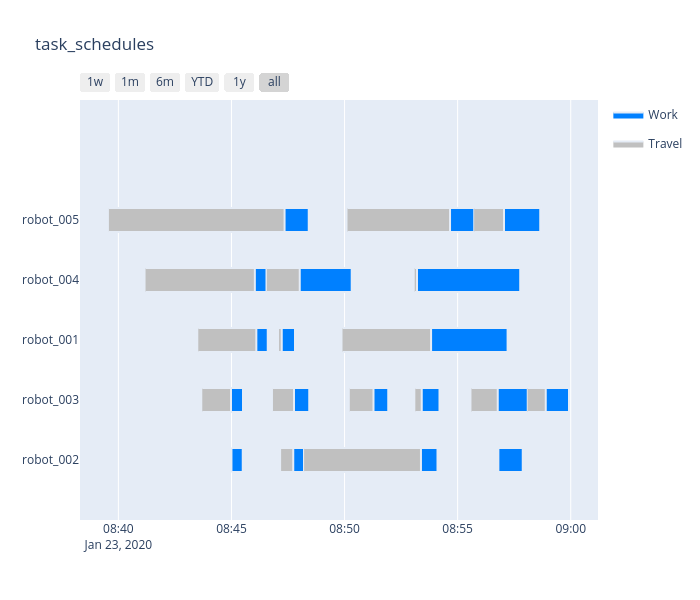 task_schedules
1w 1m 6m YTD 1y all
Work
Travel
robot_005
robot_004
robot_001
robot_003
robot_002
08:40 08:45 08:50 08:55 09:00
Jan 23, 2020